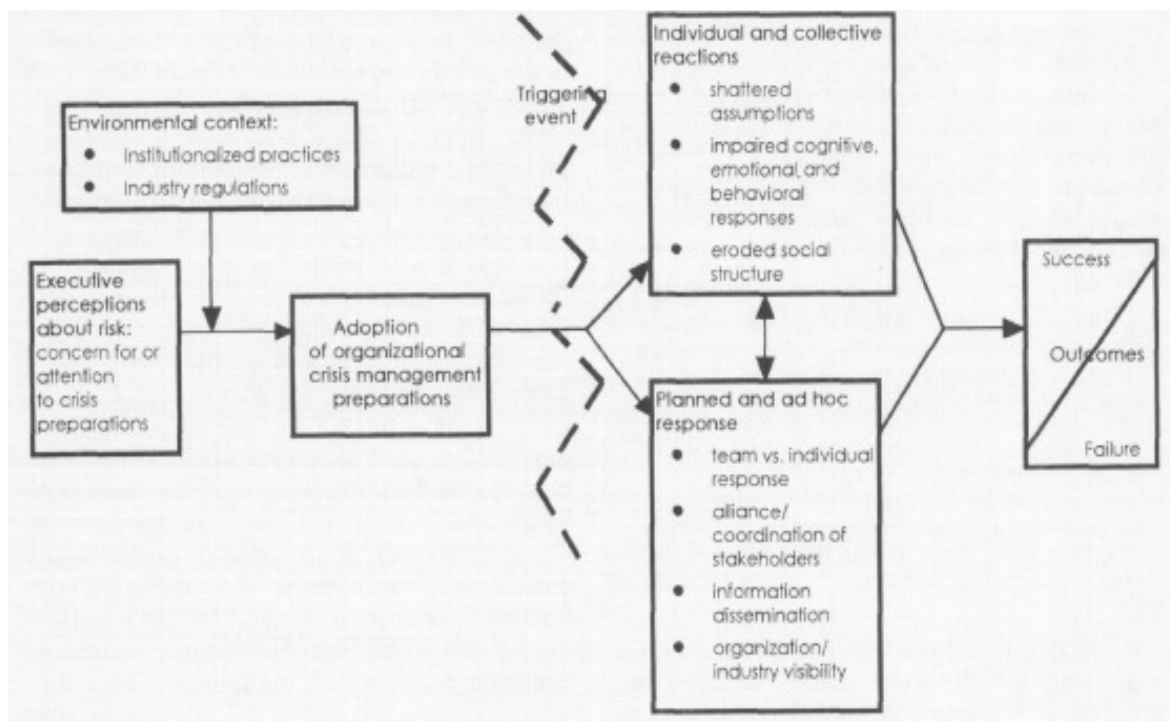 Environmental context:
● Institutionalized practices
● Industry regulations
Executive
perceptions
about risk:
concern for or
attention
to crisis
preparations
Adoption
of organizational
crisis management
preparations
Triggering
event
Individual and collective
reactions
● shattered
assumptions
● impaired cognitive,
emotional, and
behavioral
responses
● eroded social
structure
Planned and ad hoc
response
● team vs. individual
response
● alliance/
coordination of
stakeholders
● information
dissemination
● organization/
industry visibility
Success
Outcomes
Failure